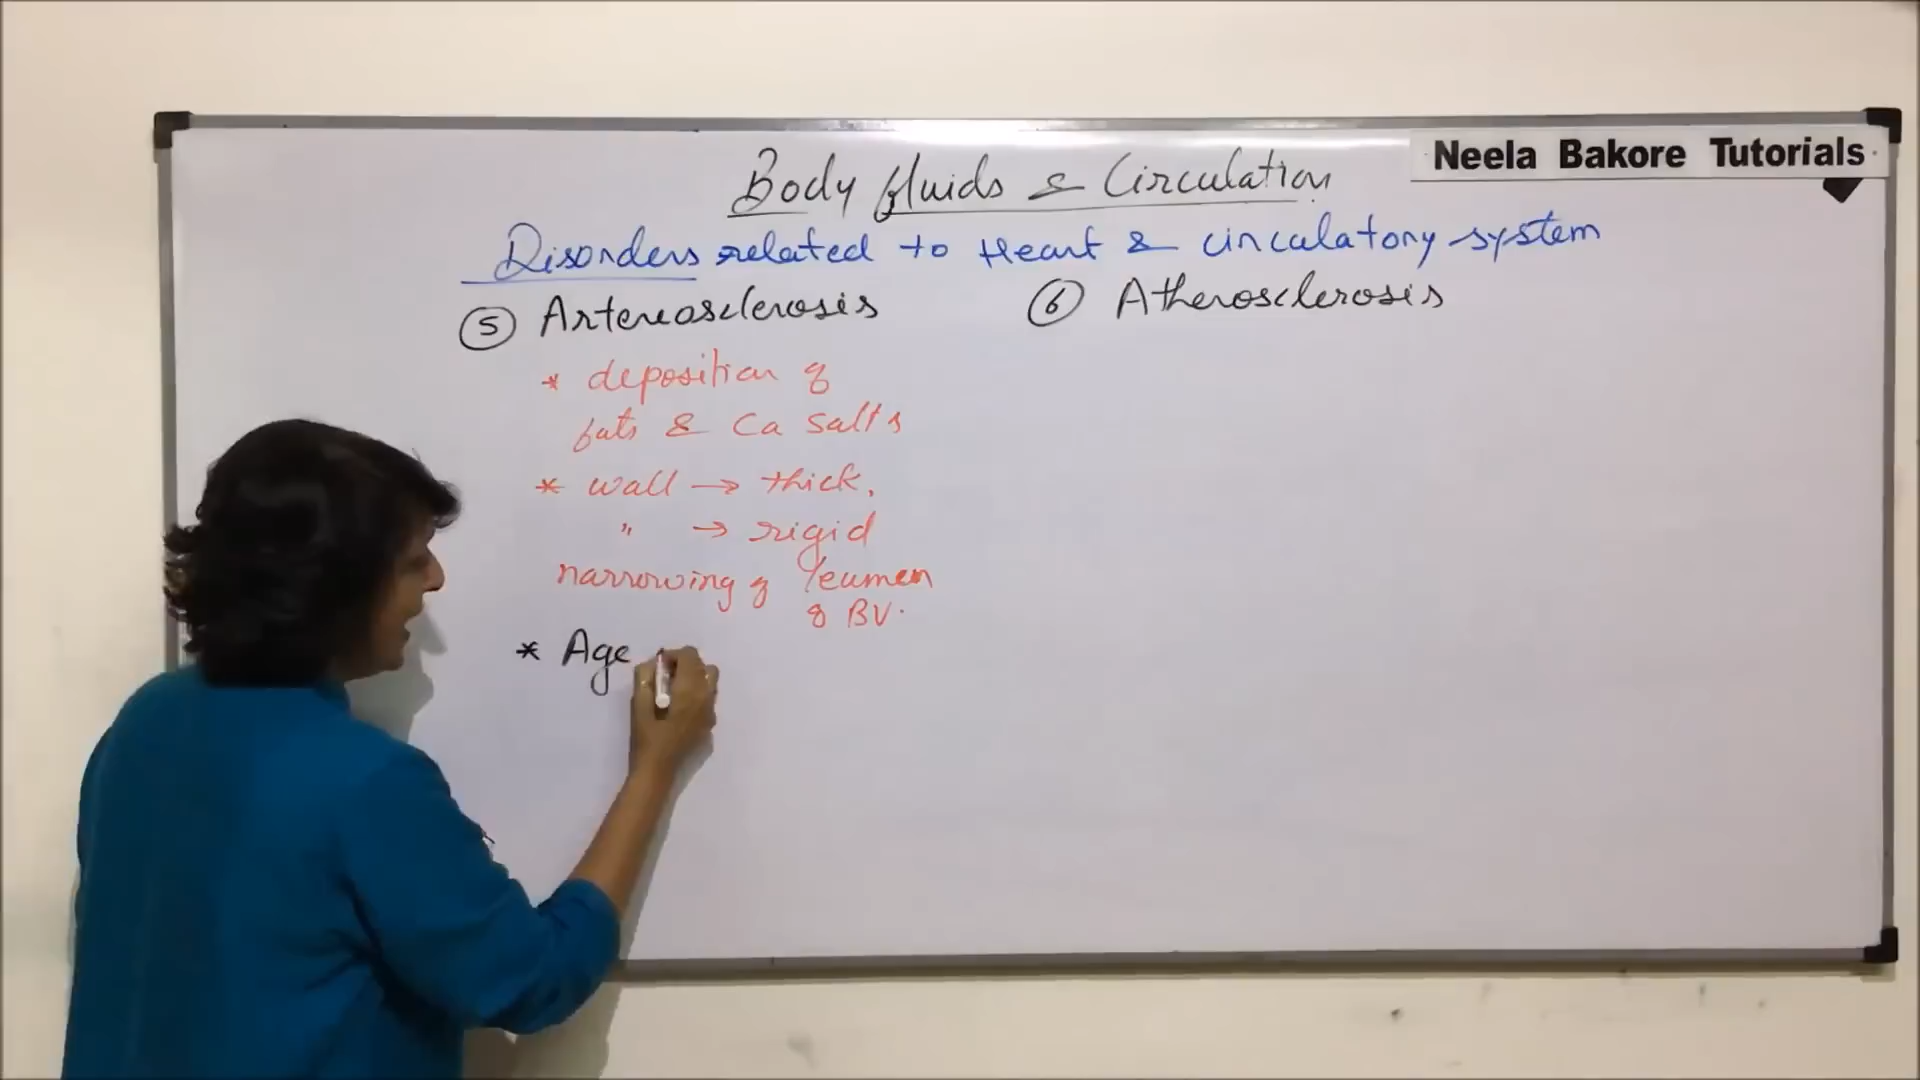 Neela Bakore Tutorials
Body fluids & Circulation
Disorders related to Heart & circulatory system
5 Artereosclerosis
* deposition of
fats & Ca salts
* wall → thick.
" → rigid
narrowing of leumen
of BV.
* Age
6 Atherosclerosis